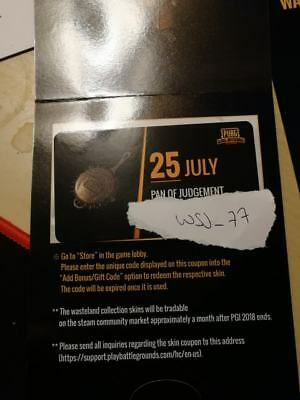 WA
PUBG
25 JULY
PAN OF JUDGEMENT
WSJ_77
※ Go to "Store" in the game lobby.
Please enter the unique code displayed on this coupon into the
"Add Bonus/Gift Code" option to redeem the respective skin.
The code will be expired once it is used.
** The wasteland collection skins will be tradable
on the steam community market approximately a month after PGI 2018 ends.
** Please send all inquiries regarding the skin coupon to this address
(https://support.playbattlegrounds.com/hc/en-us).